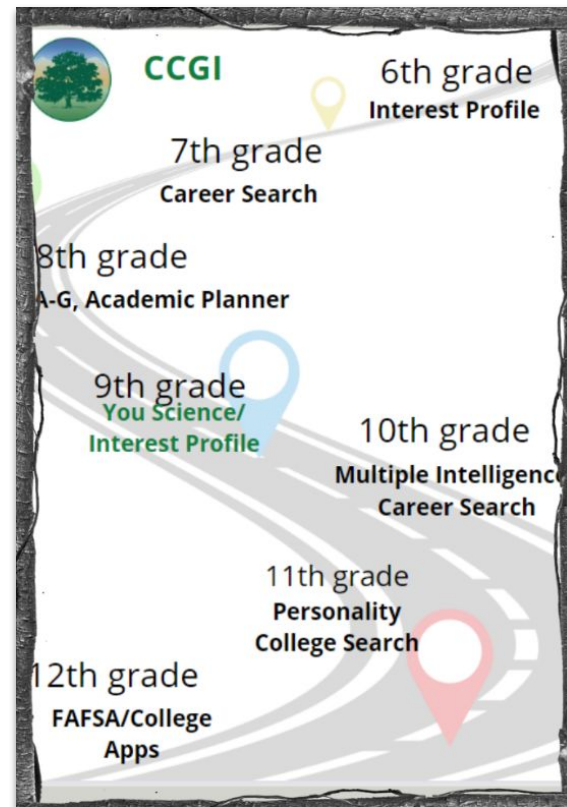 CCGI
6th grade
Interest Profile
7th grade
Career Search
8th grade
A-G, Academic Planner
9th grade
You Science/
Interest Profile
10th grade
Multiple Intelligence
Career Search
11th grade
Personality
College Search
12th grade
FAFSA/College
Apps